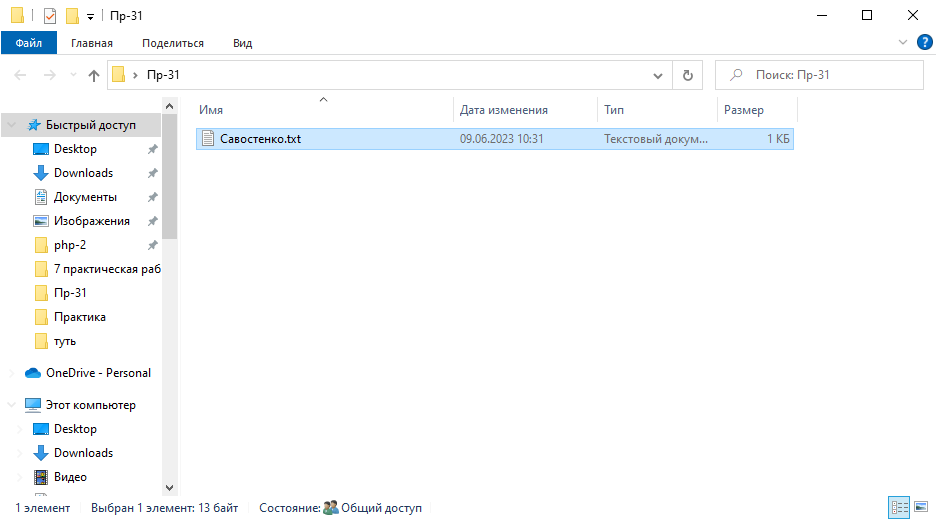 Пр-31
Файл Главная Поделиться Вид
Пр-31 Поиск: Пр-31
Имя Дата изменения Тип Размер
Савостенко.txt 09.06.2023 10:31 Текстовый докум... 1 КБ
Быстрый доступ
Desktop
Downloads
Документы
Изображения
php-2
7 практическая раб
Пр-31
Практика
туть
OneDrive - Personal
Этот компьютер
Desktop
Downloads
Видео
1 элемент Выбран 1 элемент: 13 байт Состояние: Общий доступ